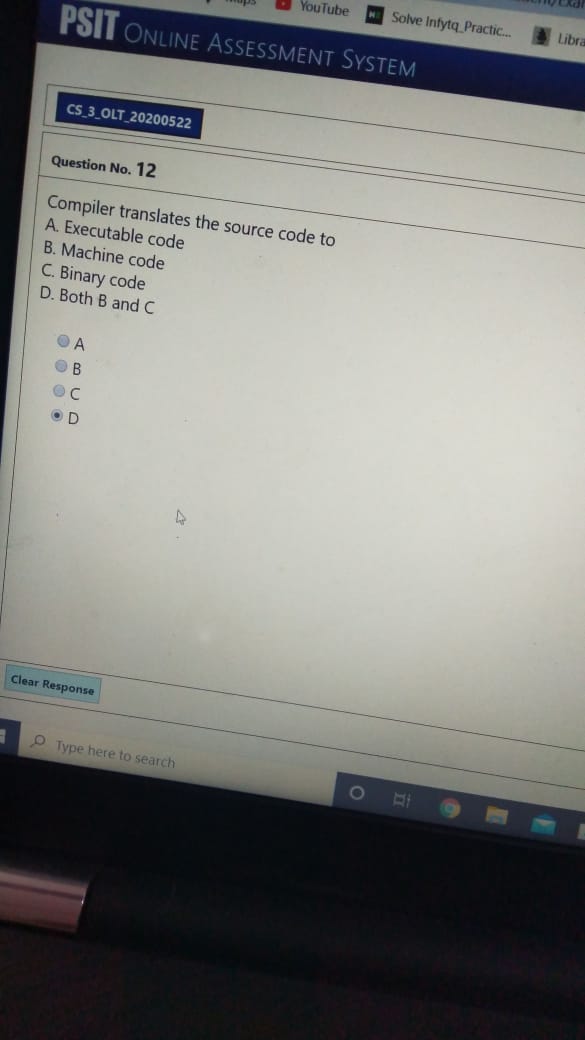 YouTube
Solve Infytq_Practic...
PSIT ONLINE ASSESSMENT SYSTEM
CS_3_OLT_20200522
Question No. 12
Compiler translates the source code to
A. Executable code
B. Machine code
C. Binary code
D. Both B and C
A
B
C
D
Clear Response
Type here to search